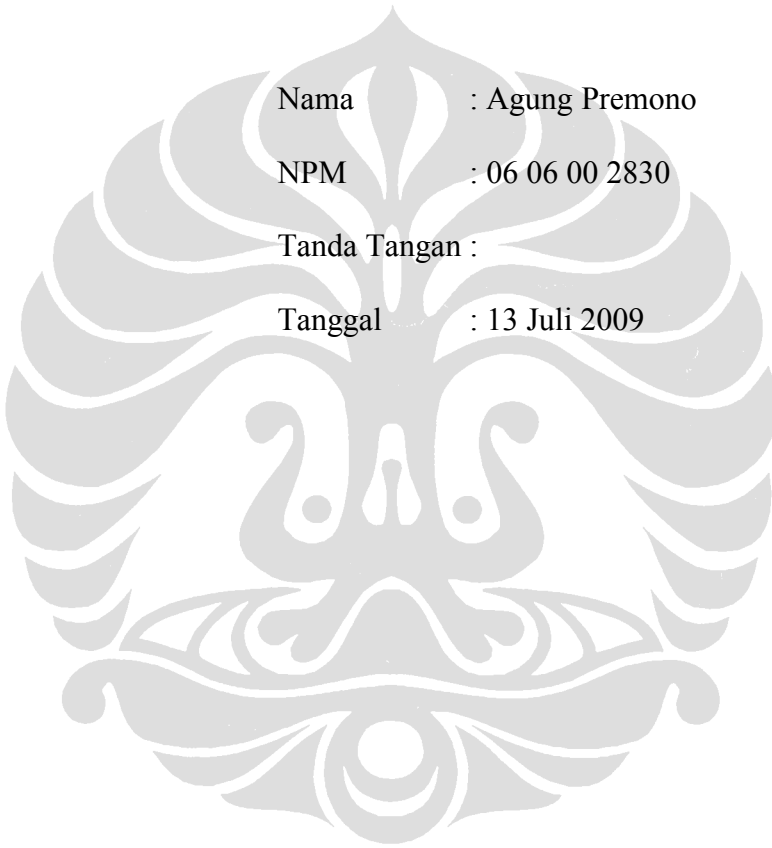 Nama : Agung Premono
NPM : 06 06 00 2830
Tanda Tangan :
Tanggal : 13 Juli 2009